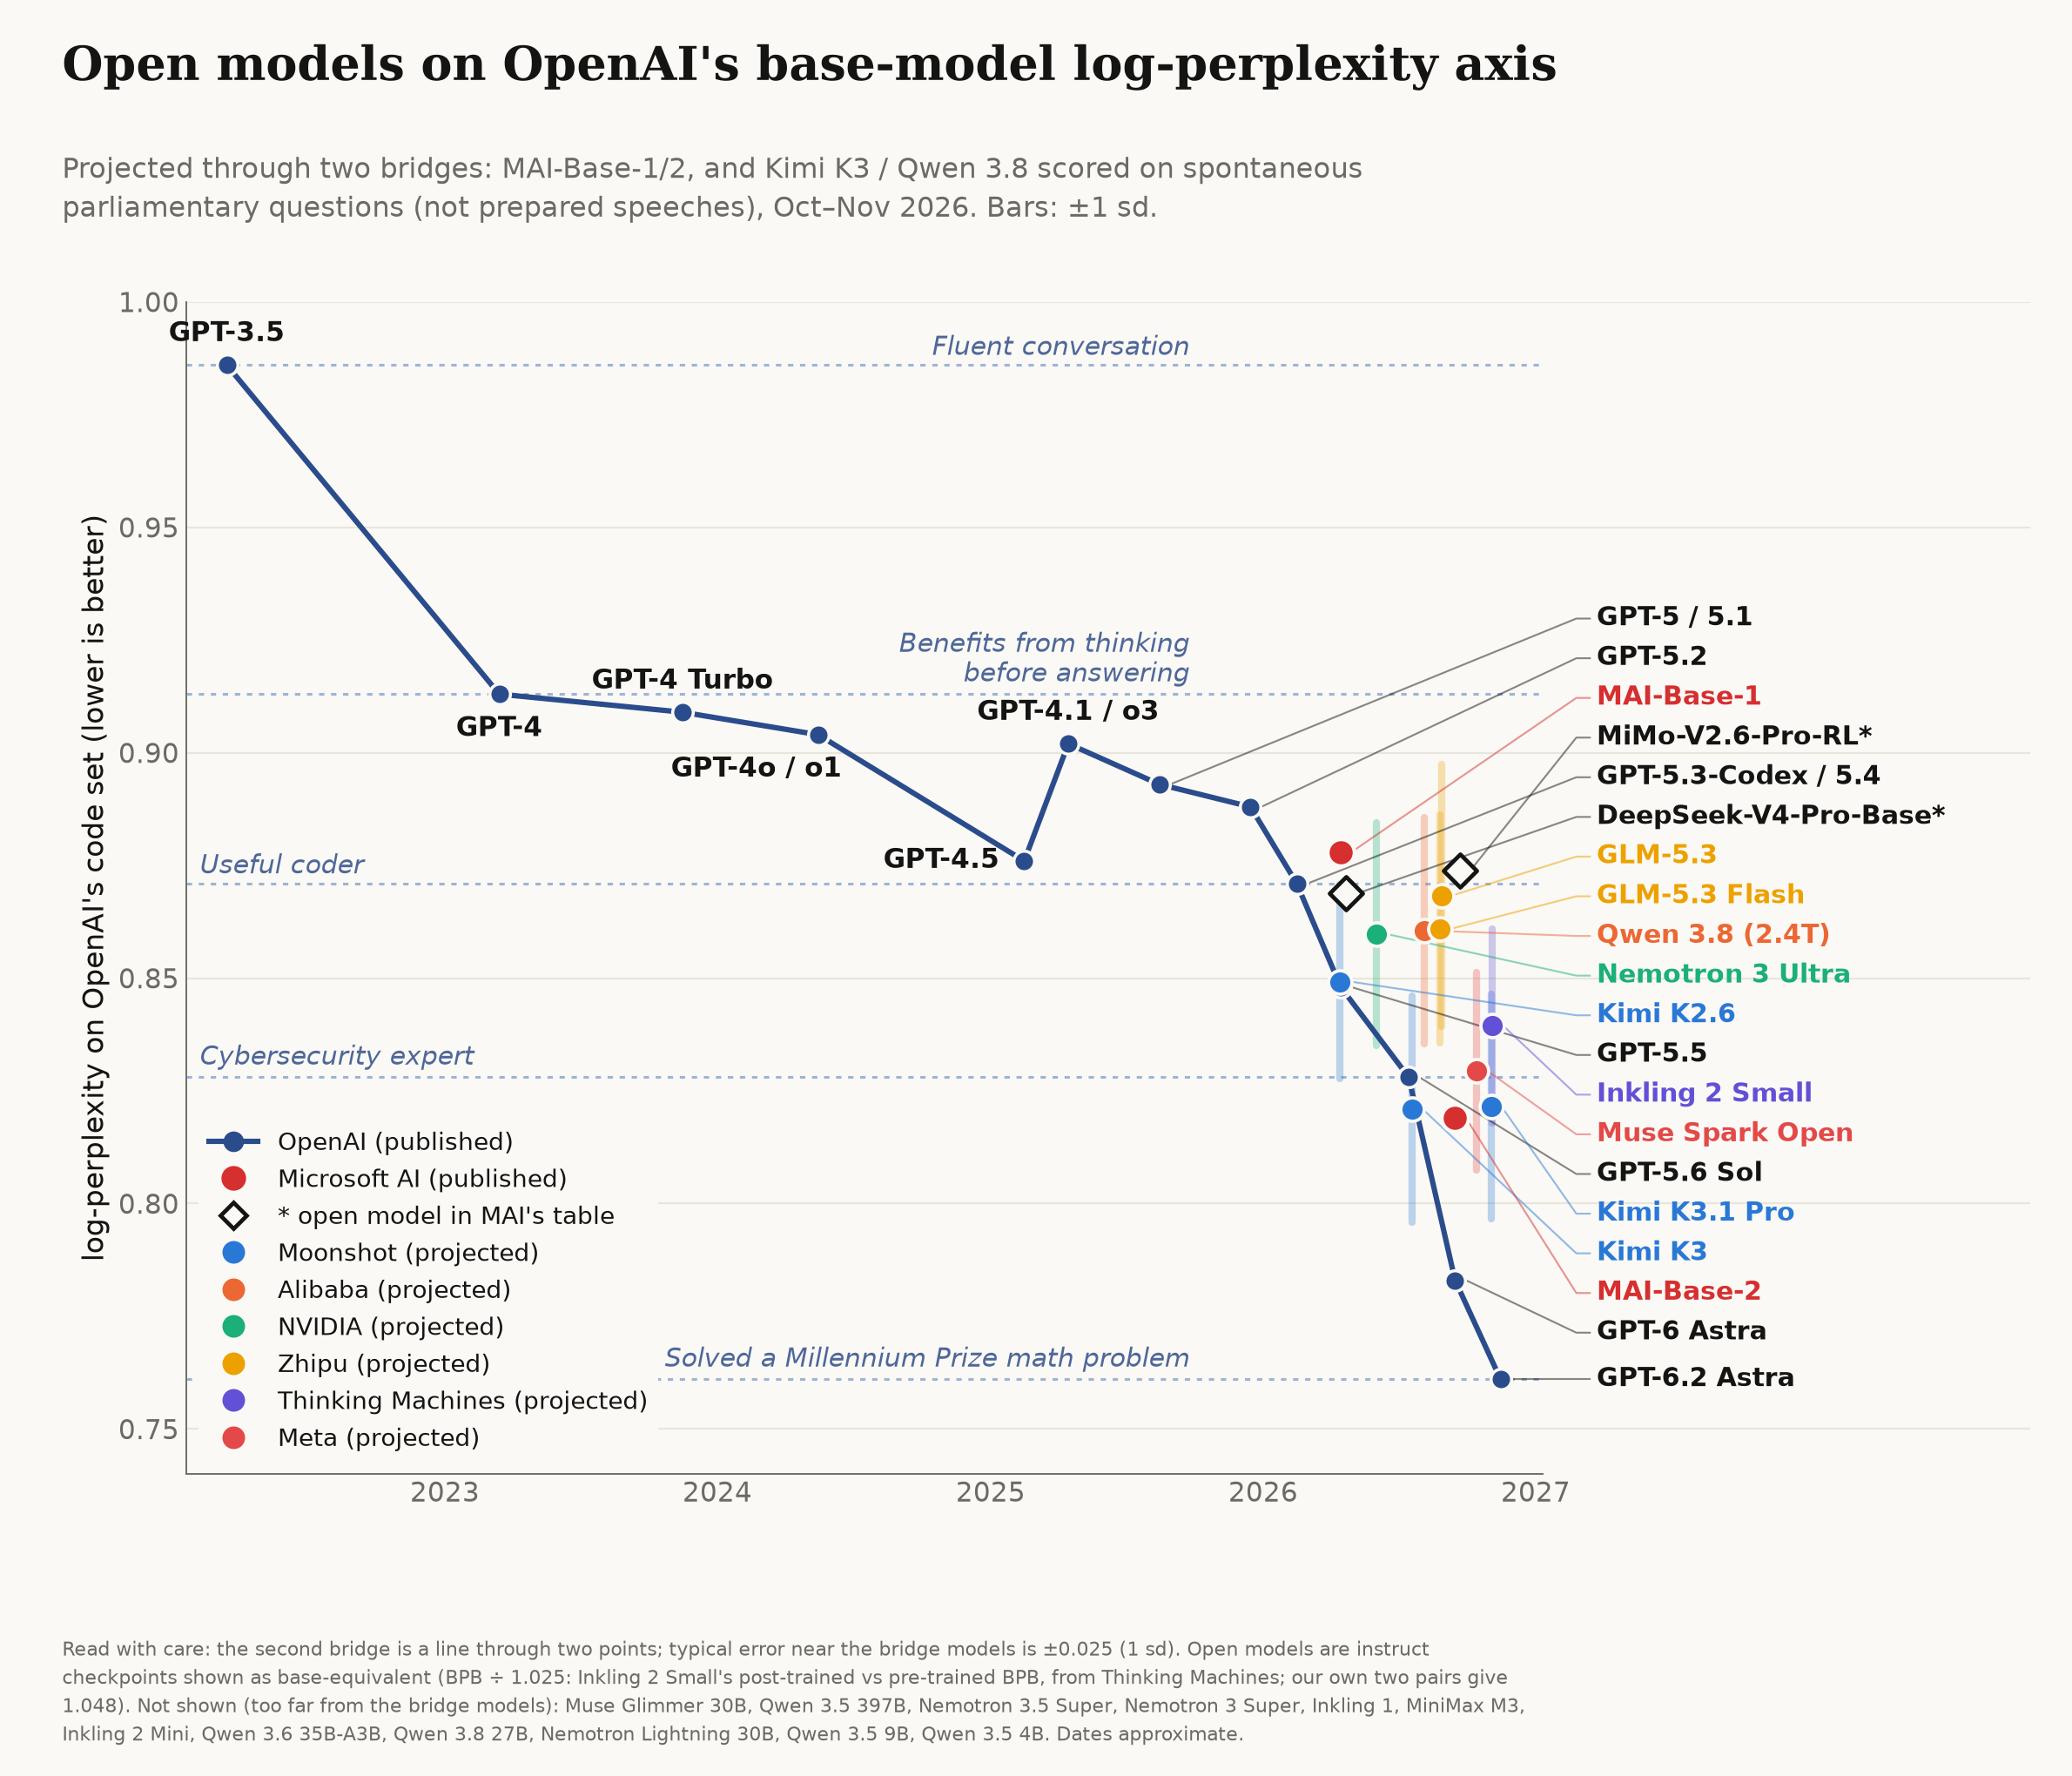 Open models on OpenAI's base-model log-perplexity axis
Projected through two bridges: MAI-Base-1/2, and Kimi K3 / Qwen 3.8 scored on spontaneous
parliamentary questions (not prepared speeches), Oct–Nov 2026. Bars: ±1 sd.
log-perplexity on OpenAI's code set (lower is better)
1.00
0.95
0.90
0.85
0.80
0.75
GPT-3.5
Fluent conversation
Benefits from thinking
before answering
GPT-4 Turbo
GPT-4
GPT-4o / o1
GPT-4.1 / o3
GPT-4.5
Useful coder
Cybersecurity expert
Solved a Millennium Prize math problem
GPT-5 / 5.1
GPT-5.2
MAI-Base-1
MiMo-V2.6-Pro-RL*
GPT-5.3-Codex / 5.4
DeepSeek-V4-Pro-Base*
GLM-5.3
GLM-5.3 Flash
Qwen 3.8 (2.4T)
Nemotron 3 Ultra
Kimi K2.6
GPT-5.5
Inkling 2 Small
Muse Spark Open
GPT-5.6 Sol
Kimi K3.1 Pro
Kimi K3
MAI-Base-2
GPT-6 Astra
GPT-6.2 Astra
OpenAI (published)
Microsoft AI (published)
* open model in MAI's table
Moonshot (projected)
Alibaba (projected)
NVIDIA (projected)
Zhipu (projected)
Thinking Machines (projected)
Meta (projected)
2023
2024
2025
2026
2027
Read with care: the second bridge is a line through two points; typical error near the bridge models is ±0.025 (1 sd). Open models are instruct
checkpoints shown as base-equivalent (BPB ÷ 1.025: Inkling 2 Small's post-trained vs pre-trained BPB, from Thinking Machines; our own two pairs give
1.048). Not shown (too far from the bridge models): Muse Glimmer 30B, Qwen 3.5 397B, Nemotron 3.5 Super, Nemotron 3 Super, Inkling 1, MiniMax M3,
Inkling 2 Mini, Qwen 3.6 35B-A3B, Qwen 3.8 27B, Nemotron Lightning 30B, Qwen 3.5 9B, Qwen 3.5 4B. Dates approximate.